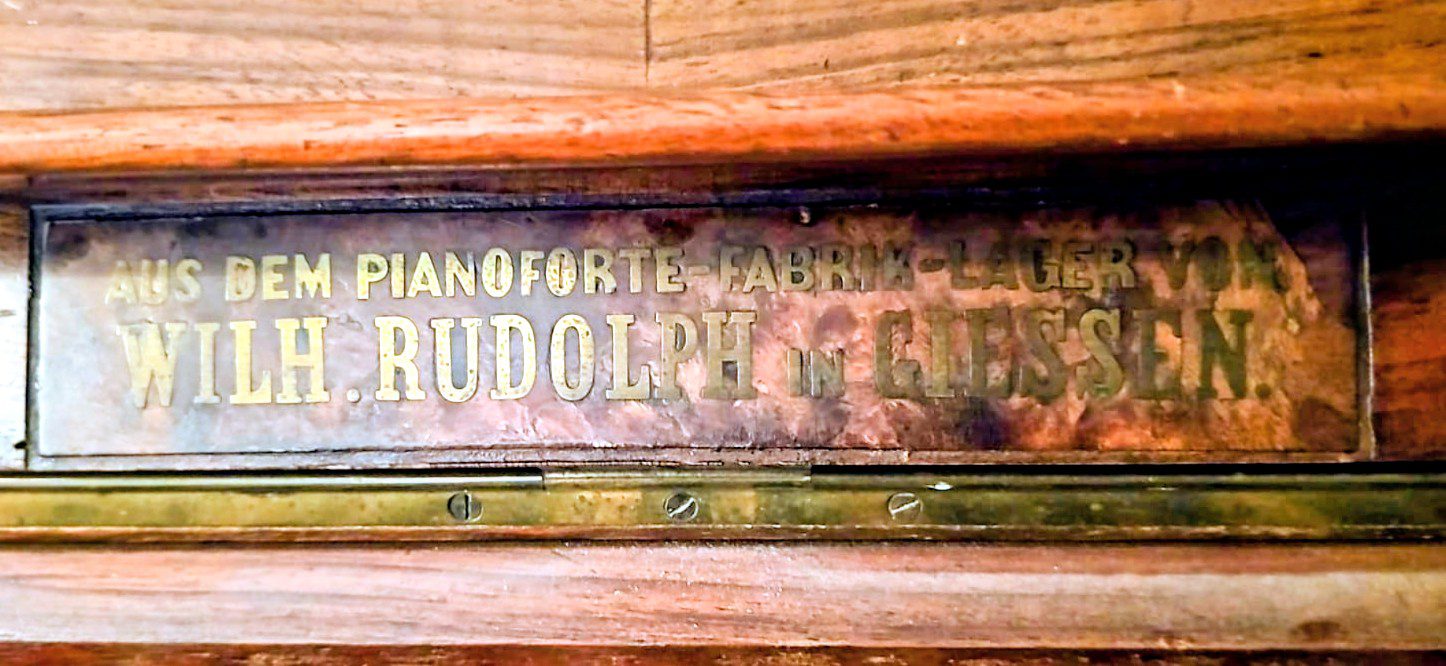 AUS DEM PIANOFORTE-FABRIK-LAGER VON
WILH. RUDOLPH IN GIESSEN.